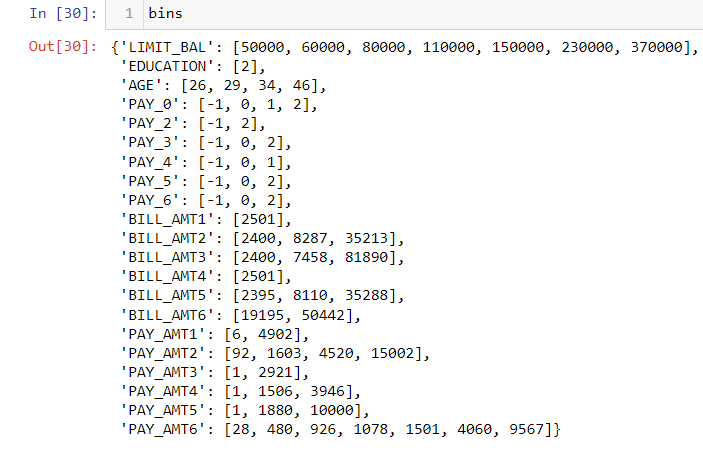 In [30]: 1 bins
Out[30]: {'LIMIT_BAL': [50000, 60000, 80000, 110000, 150000, 230000, 370000],
'EDUCATION': [2],
'AGE': [26, 29, 34, 46],
'PAY_0': [-1, 0, 1, 2],
'PAY_2': [-1, 2],
'PAY_3': [-1, 0, 2],
'PAY_4': [-1, 0, 1],
'PAY_5': [-1, 0, 2],
'PAY_6': [-1, 0, 2],
'BILL_AMT1': [2501],
'BILL_AMT2': [2400, 8287, 35213],
'BILL_AMT3': [2400, 7458, 81890],
'BILL_AMT4': [2501],
'BILL_AMT5': [2395, 8110, 35288],
'BILL_AMT6': [19195, 50442],
'PAY_AMT1': [6, 4902],
'PAY_AMT2': [92, 1603, 4520, 15002],
'PAY_AMT3': [1, 2921],
'PAY_AMT4': [1, 1506, 3946],
'PAY_AMT5': [1, 1880, 10000],
'PAY_AMT6': [28, 480, 926, 1078, 1501, 4060, 9567]}